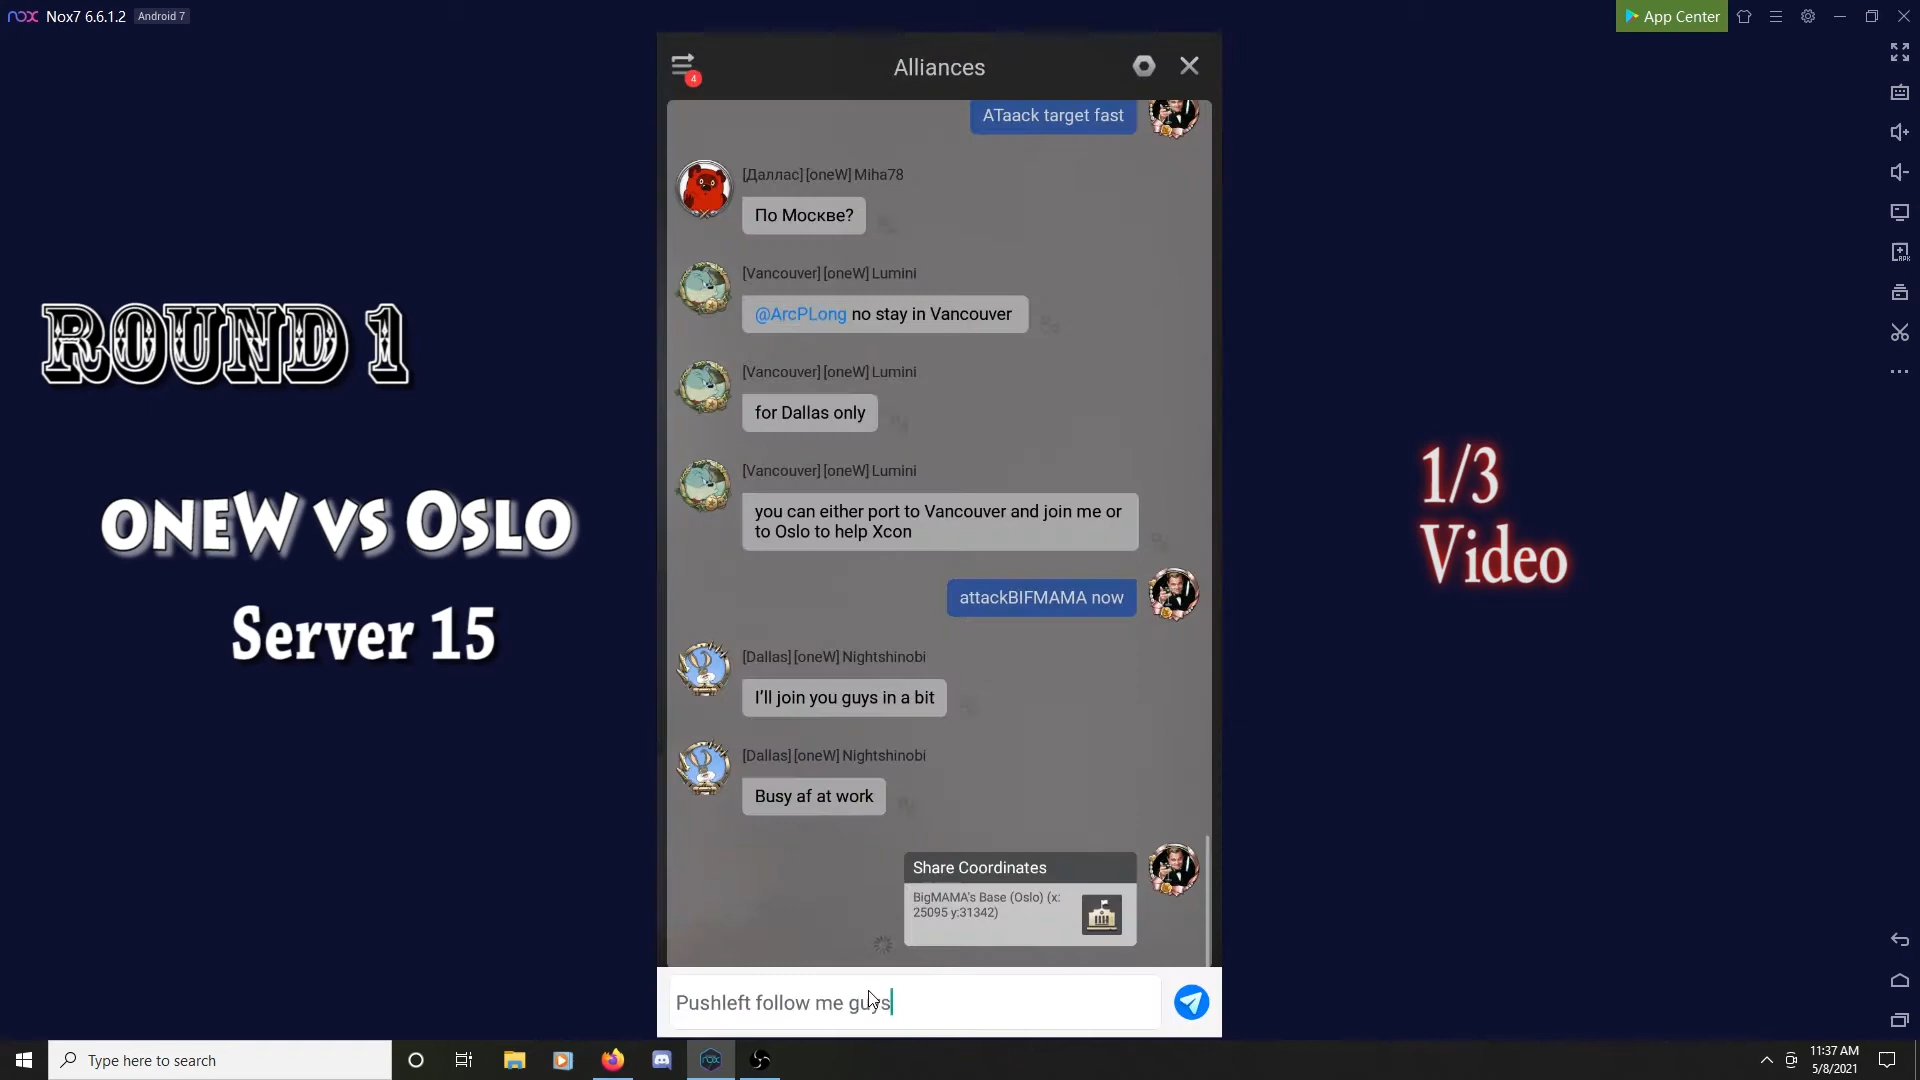 nox Nox7 6.6.1.2 Android 7
App Center
4
Alliances
ATaack target fast
[Даллас][oneW] Miha78
По Москве?
[Vancouver][oneW] Lumini
@ArcPLong no stay in Vancouver
[Vancouver][oneW] Lumini
for Dallas only
[Vancouver][oneW] Lumini
you can either port to Vancouver and join me or
to Oslo to help Xcon
attackBIFMAMA now
[Dallas][oneW] Nightshinobi
I'll join you guys in a bit
[Dallas][oneW] Nightshinobi
Busy af at work
Share Coordinates
BigMAMA's Base (Oslo) (x:
25095 y:31342)
Pushleft follow me guys
ROUND 1
oneW vs Oslo
Server 15
1/3
Video
Type here to search
nox
11:37 AM
5/8/2021